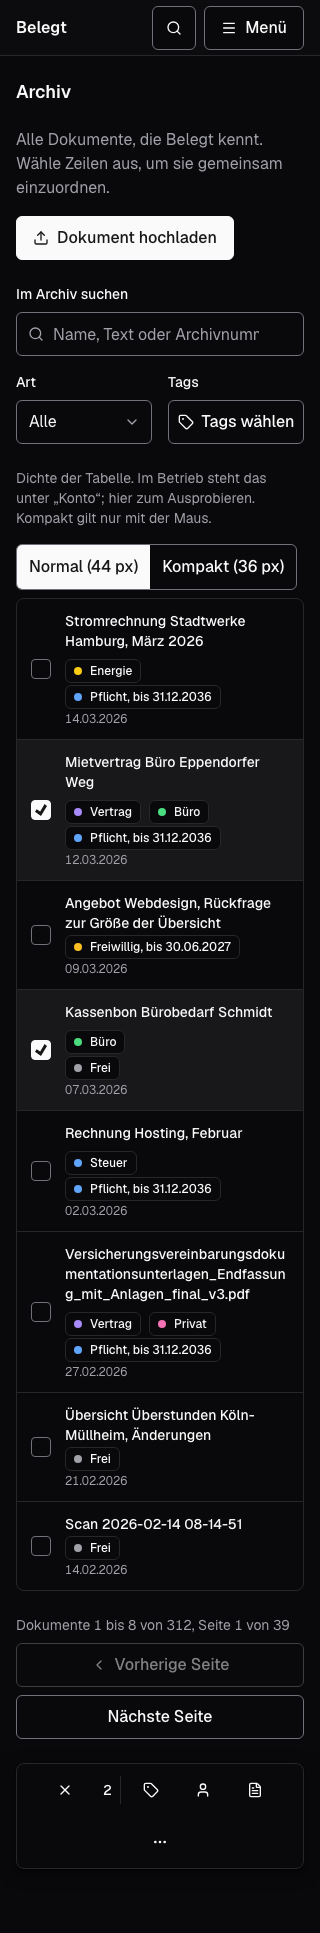 Belegt
Menü
Archiv
Alle Dokumente, die Belegt kennt.
Wähle Zeilen aus, um sie gemeinsam
einzuordnen.
Dokument hochladen
Im Archiv suchen
Name, Text oder Archivnumr
Art
Tags
Alle
Tags wählen
Dichte der Tabelle. Im Betrieb steht das
unter „Konto“; hier zum Ausprobieren.
Kompakt gilt nur mit der Maus.
Normal (44 px)
Kompakt (36 px)
Stromrechnung Stadtwerke
Hamburg, März 2026
Energie
Pflicht, bis 31.12.2036
14.03.2026
Mietvertrag Büro Eppendorfer
Weg
Vertrag
Büro
Pflicht, bis 31.12.2036
12.03.2026
Angebot Webdesign, Rückfrage
zur Größe der Übersicht
Freiwillig, bis 30.06.2027
09.03.2026
Kassenbon Bürobedarf Schmidt
Büro
Frei
07.03.2026
Rechnung Hosting, Februar
Steuer
Pflicht, bis 31.12.2036
02.03.2026
Versicherungsvereinbarungsdoku
mentationsunterlagen_Endfassun
g_mit_Anlagen_final_v3.pdf
Vertrag
Privat
Pflicht, bis 31.12.2036
27.02.2026
Übersicht Überstunden Köln-
Müllheim, Änderungen
Frei
21.02.2026
Scan 2026-02-14 08-14-51
Frei
14.02.2026
Dokumente 1 bis 8 von 312, Seite 1 von 39
Vorherige Seite
Nächste Seite
2